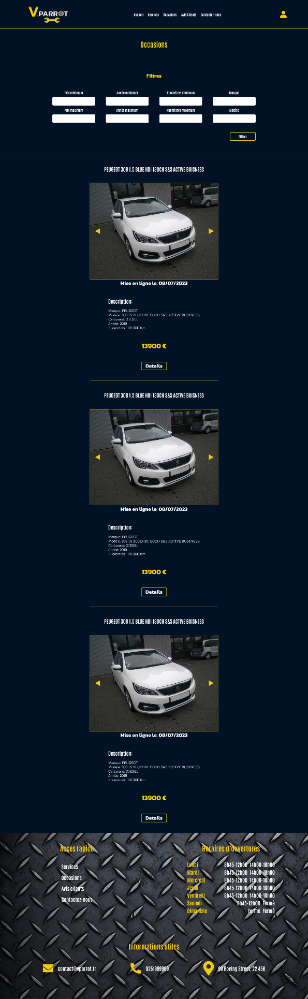 V.PARROT
Accueil Services Occasions Avis Clients Contactez-nous
Occasions
Filtres
Prix minimum Année minimum Kilomètres minimum Marque
Prix maximum Année maximum Kilomètres maximum Modèle
Filtrer
PEUGEOT 308 1.5 BLUE HDI 130CH S&S ACTIVE BUISNESS
Mise en ligne le: 08/07/2023
Description:
Marque: PEUGEOT
Modèle: 308 1.5 BLUEHDI 130CH S&S ACTIVE BUSINESS
Carburant: DIESEL
Année: 2019
Kilomètres: 118 000 Km
13900 €
Details
PEUGEOT 308 1.5 BLUE HDI 130CH S&S ACTIVE BUISNESS
Mise en ligne le: 08/07/2023
Description:
Marque: PEUGEOT
Modèle: 308 1.5 BLUEHDI 130CH S&S ACTIVE BUSINESS
Carburant: DIESEL
Année: 2019
Kilomètres: 118 000 Km
13900 €
Details
PEUGEOT 308 1.5 BLUE HDI 130CH S&S ACTIVE BUISNESS
Mise en ligne le: 08/07/2023
Description:
Marque: PEUGEOT
Modèle: 308 1.5 BLUEHDI 130CH S&S ACTIVE BUSINESS
Carburant: DIESEL
Année: 2019
Kilomètres: 118 000 Km
13900 €
Details
Acces rapide
Services
Occasions
Avis clients
Contactez-nous
Horaires d'ouvertures
Lundi 8h45-12h00 14h00-18h00
Mardi 8h45-12h00 14h00-18h00
Mercredi 8h45-12h00 14h00-18h00
Jeudi 8h45-12h00 14h00-18h00
Vendredi 8h45-12h00 14h00-18h00
Samedi 8h45-12h00 Fermé
Dimanche Fermé Fermé
Informations utiles
contact@vparrot.fr 0251999999 99 Roving Street, 22 456